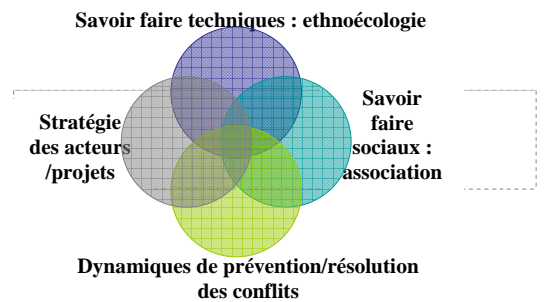 Savoir faire techniques : ethnoécologie
Stratégie
des acteurs
/projets
Savoir
faire
sociaux :
association
Dynamiques de prévention/résolution
des conflits